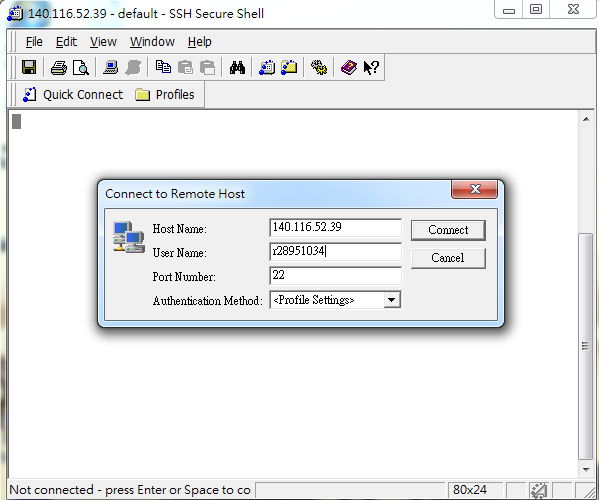 140.116.52.39 - default - SSH Secure Shell
File Edit View Window Help
Quick Connect Profiles
Connect to Remote Host
Host Name: 140.116.52.39 Connect
User Name: r28951034 Cancel
Port Number: 22
Authentication Method: <Profile Settings>
Not connected - press Enter or Space to co 80x24